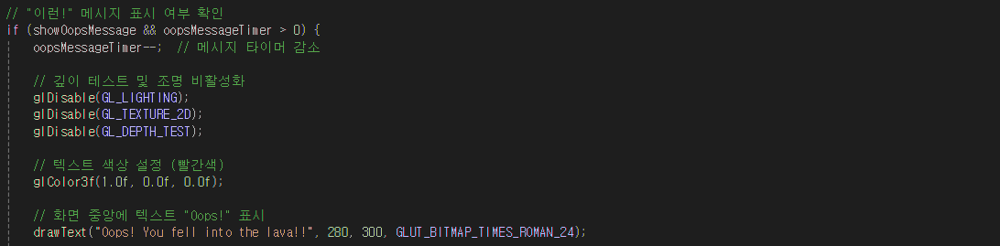 // "이런!" 메시지 표시 여부 확인
if (showOopsMessage && oopsMessageTimer > 0) {
oopsMessageTimer--; // 메시지 타이머 감소
// 깊이 테스트 및 조명 비활성화
glDisable(GL_LIGHTING);
glDisable(GL_TEXTURE_2D);
glDisable(GL_DEPTH_TEST);
// 텍스트 색상 설정 (빨간색)
glColor3f(1.0f, 0.0f, 0.0f);
// 화면 중앙에 텍스트 "Oops!" 표시
drawText("Oops! You fell into the lava!!", 280, 300, GLUT_BITMAP_TIMES_ROMAN_24);